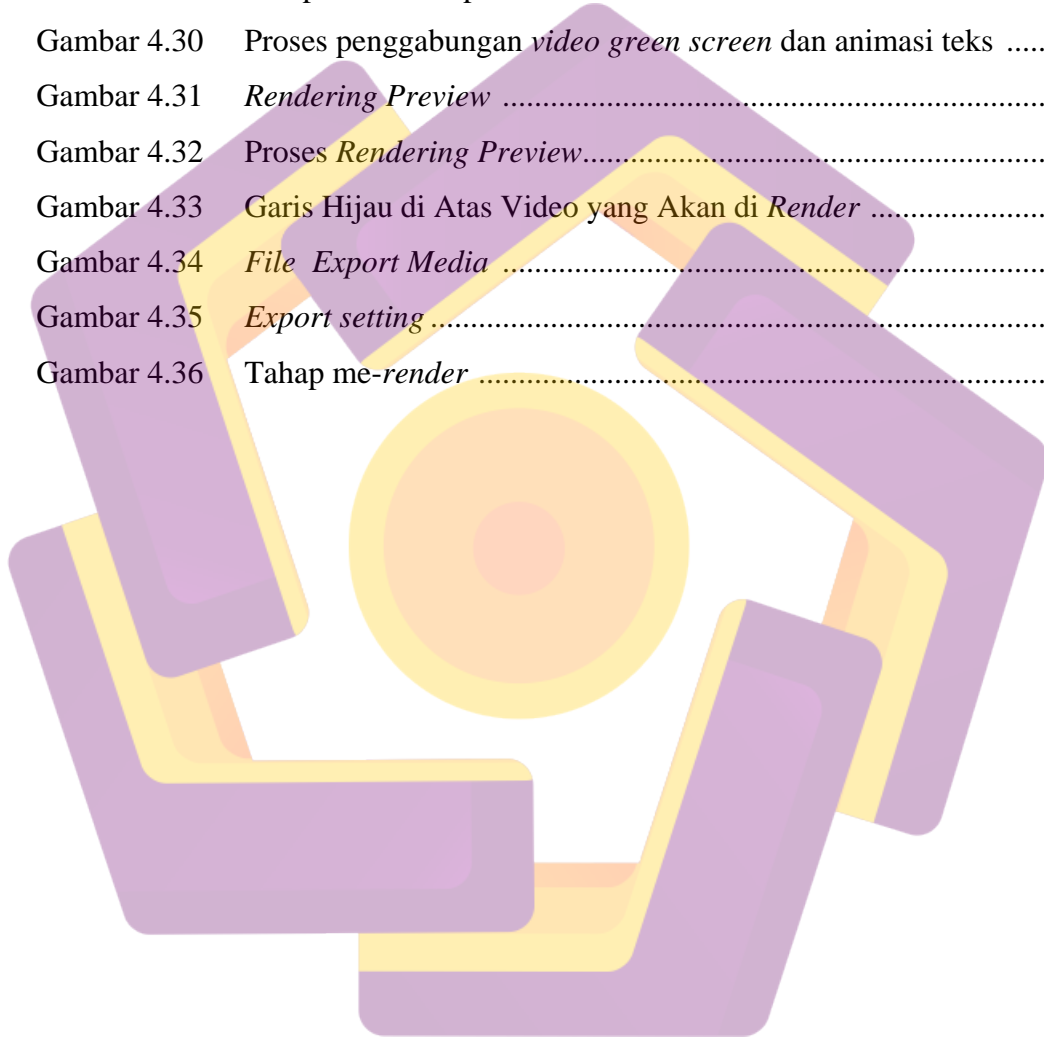 Gambar 4.30 Proses penggabungan video green screen dan animasi teks .....
Gambar 4.31 Rendering Preview ........................................................................
Gambar 4.32 Proses Rendering Preview.............................................................
Gambar 4.33 Garis Hijau di Atas Video yang Akan di Render ......................
Gambar 4.34 File Export Media ........................................................................
Gambar 4.35 Export setting ................................................................................
Gambar 4.36 Tahap me-render ...........................................................................